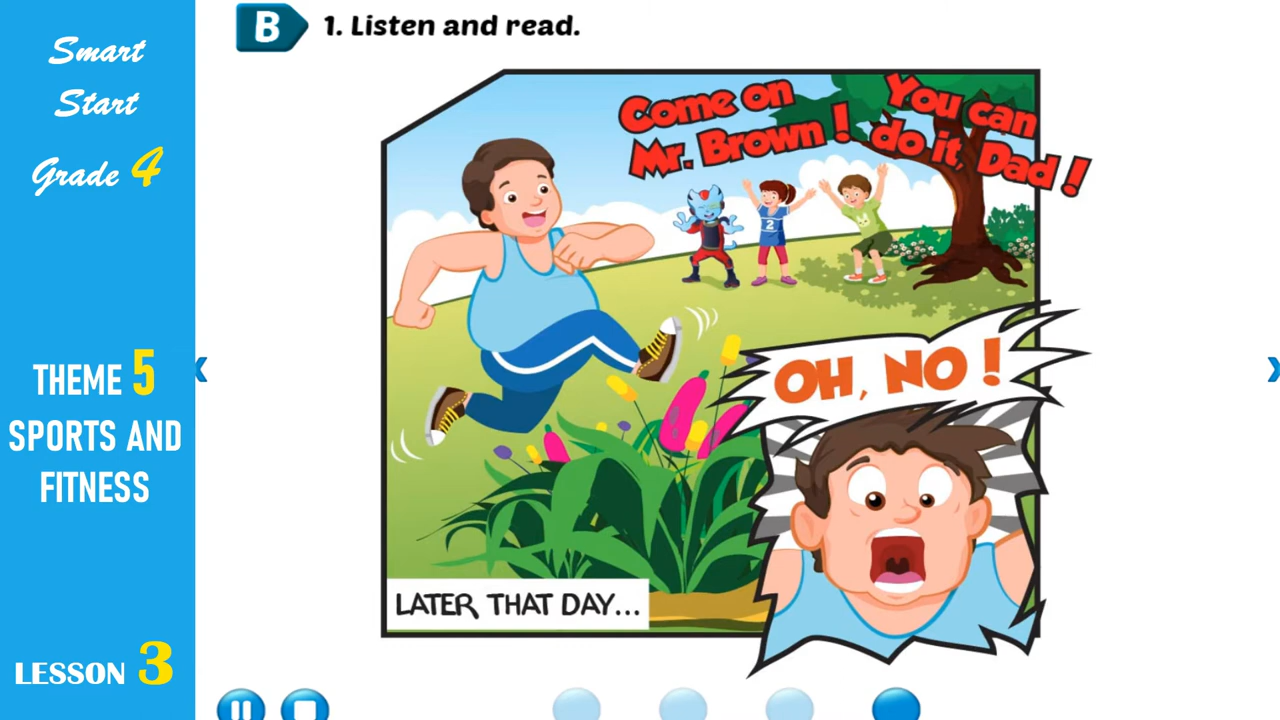 Smart
Start
Grade 4
THEME 5
SPORTS AND
FITNESS
LESSON 3
B 1. Listen and read.
Come on
Mr. Brown!
You can
do it, Dad!
OH, NO!
LATER THAT DAY...
2